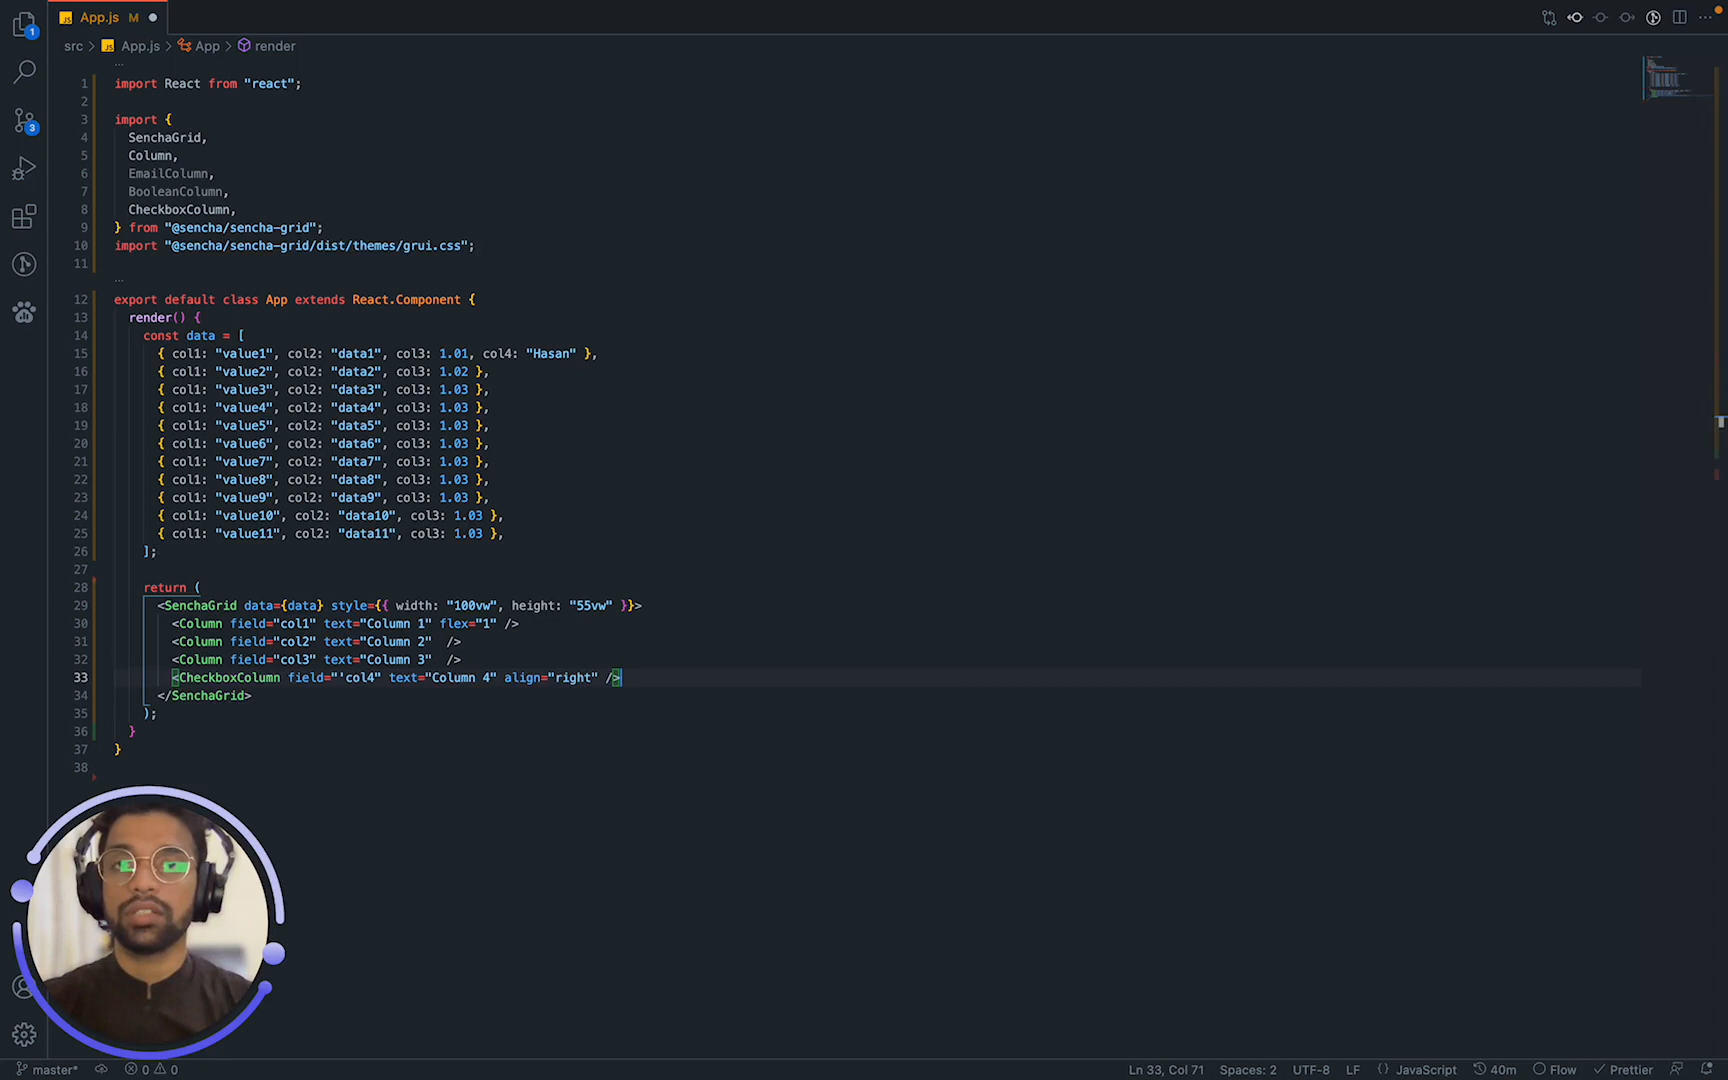 App.js M
src > App.js > App > render
1 import React from "react";
2
3 import {
4 SenchaGrid,
5 Column,
6 EmailColumn,
7 BooleanColumn,
8 CheckboxColumn,
9 } from "@sencha/sencha-grid";
10 import "@sencha/sencha-grid/dist/themes/grui.css";
11
12 export default class App extends React.Component {
13 render() {
14 const data = [
15 { col1: "value1", col2: "data1", col3: 1.01, col4: "Hasan" },
16 { col1: "value2", col2: "data2", col3: 1.02 },
17 { col1: "value3", col2: "data3", col3: 1.03 },
18 { col1: "value4", col2: "data4", col3: 1.03 },
19 { col1: "value5", col2: "data5", col3: 1.03 },
20 { col1: "value6", col2: "data6", col3: 1.03 },
21 { col1: "value7", col2: "data7", col3: 1.03 },
22 { col1: "value8", col2: "data8", col3: 1.03 },
23 { col1: "value9", col2: "data9", col3: 1.03 },
24 { col1: "value10", col2: "data10", col3: 1.03 },
25 { col1: "value11", col2: "data11", col3: 1.03 },
26 ];
27
28 return (
29 <SenchaGrid data={data} style={{ width: "100vw", height: "55vw" }}>
30 <Column field="col1" text="Column 1" flex="1" />
31 <Column field="col2" text="Column 2" />
32 <Column field="col3" text="Column 3" />
33 <CheckboxColumn field="'col4" text="Column 4" align="right" />
34 </SenchaGrid>
35 );
36 }
37 }
38
1
3
master* 0 0 Ln 33, Col 71 Spaces: 2 UTF-8 LF {} JavaScript 40m Flow Prettier